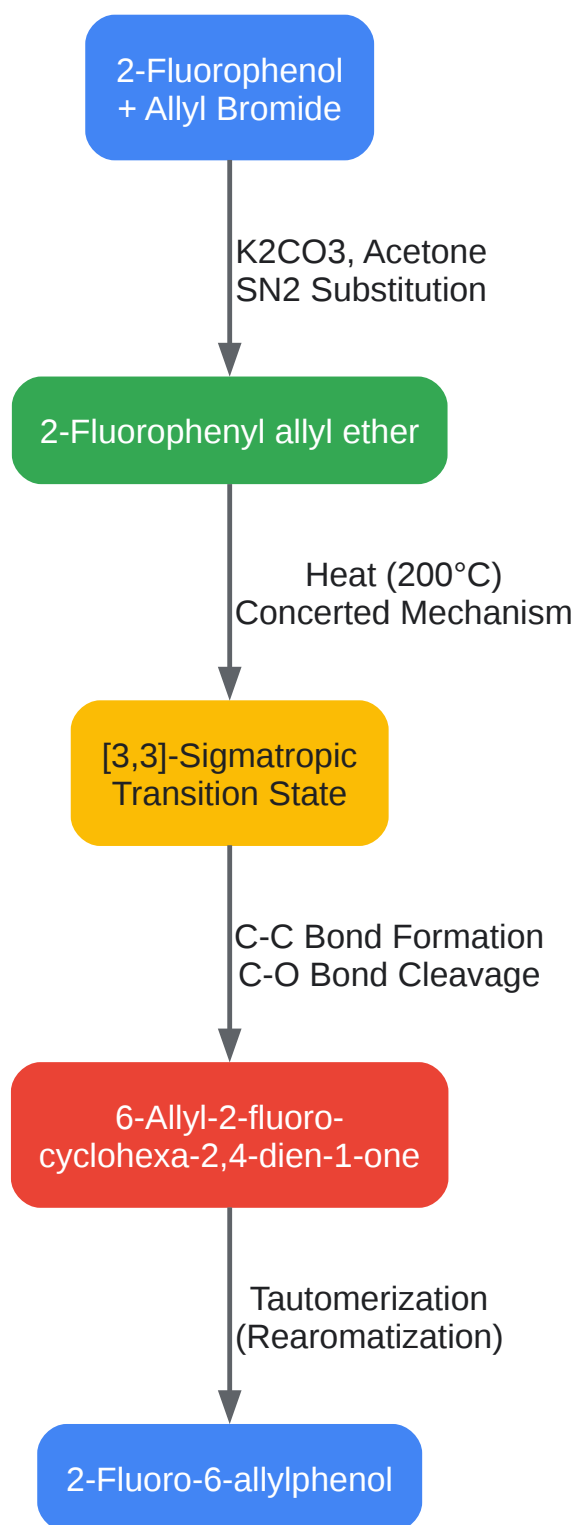 2-Fluorophenol
+ Allyl Bromide
K2CO3, Acetone
SN2 Substitution
2-Fluorophenyl allyl ether
Heat (200°C)
Concerted Mechanism
[3,3]-Sigmatropic
Transition State
C-C Bond Formation
C-O Bond Cleavage
6-Allyl-2-fluoro-
cyclohexa-2,4-dien-1-one
Tautomerization
(Rearomatization)
2-Fluoro-6-allylphenol